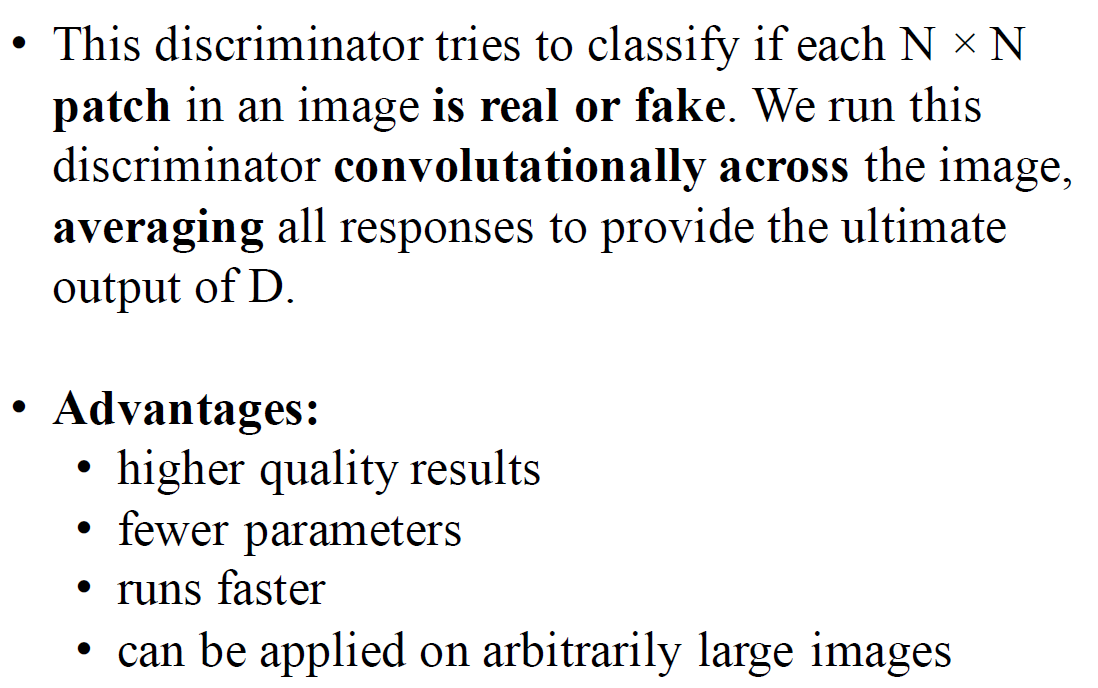 • This discriminator tries to classify if each N × N
patch in an image is real or fake. We run this
discriminator convolutationally across the image,
averaging all responses to provide the ultimate
output of D.
• Advantages:
• higher quality results
• fewer parameters
• runs faster
• can be applied on arbitrarily large images